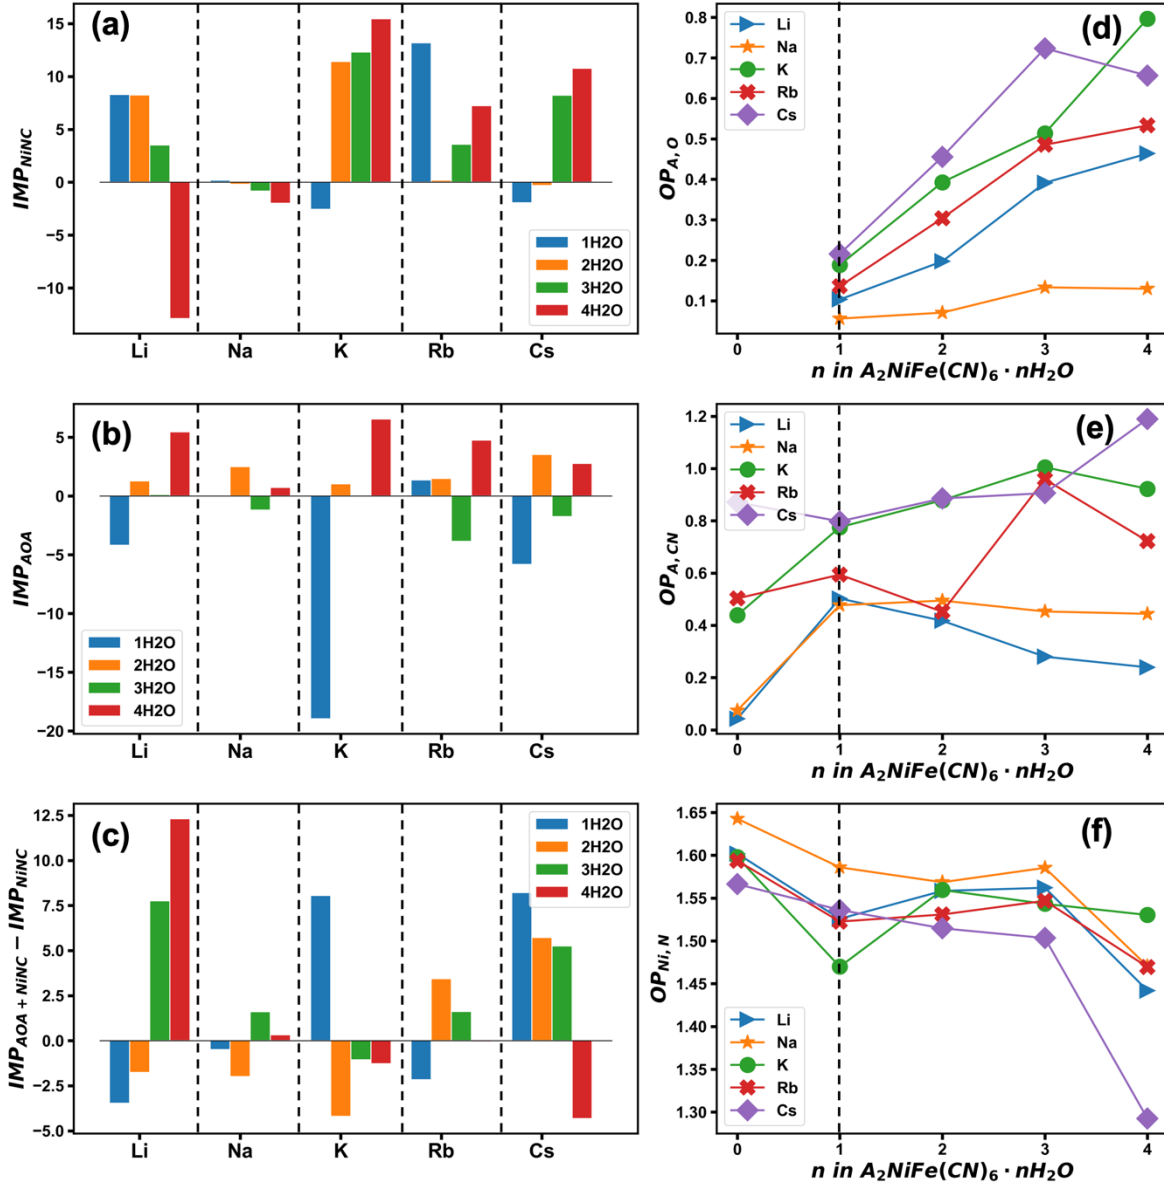 (a)
IMP_NiNC
15
10
5
0
−5
−10
1H2O
2H2O
3H2O
4H2O
Li Na K Rb Cs
(d)
OP_A,O
0.8
0.7
0.6
0.5
0.4
0.3
0.2
0.1
Li
Na
K
Rb
Cs
0 1 2 3 4
n in A₂NiFe(CN)₆ · nH₂O
(b)
IMP_AOA
5
0
−5
−10
−15
−20
1H2O
2H2O
3H2O
4H2O
Li Na K Rb Cs
(e)
OP_A,CN
1.2
1.0
0.8
0.6
0.4
0.2
0.0
Li
Na
K
Rb
Cs
0 1 2 3 4
n in A₂NiFe(CN)₆ · nH₂O
(c)
IMP_AOA+NiNC − IMP_NiNC
12.5
10.0
7.5
5.0
2.5
0.0
−2.5
−5.0
1H2O
2H2O
3H2O
4H2O
Li Na K Rb Cs
(f)
OP_Ni,N
1.65
1.60
1.55
1.50
1.45
1.40
1.35
1.30
Li
Na
K
Rb
Cs
0 1 2 3 4
n in A₂NiFe(CN)₆ · nH₂O